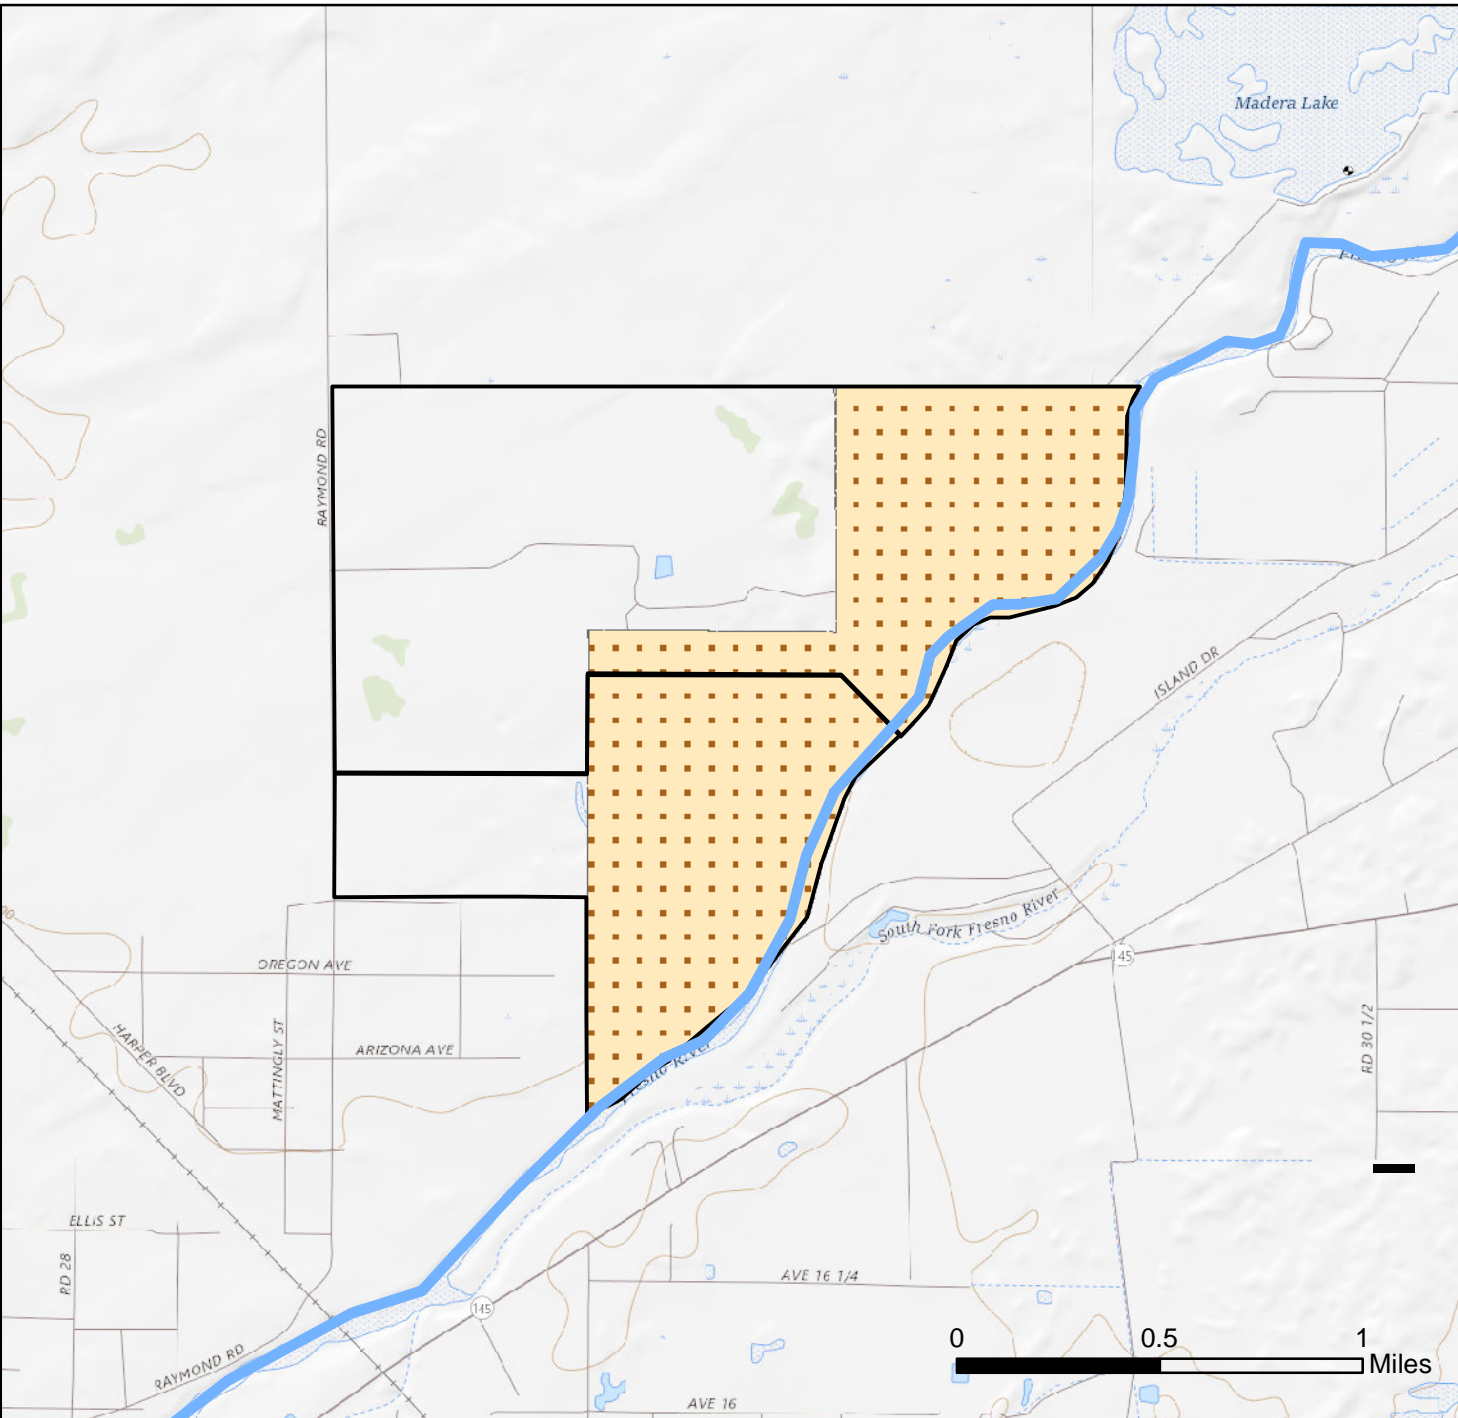 Madera Lake
RAYMOND RD
ISLAND DR
South Fork Fresno River
145
OREGON AVE
HARPER BLVD
MATTINGLY ST
ARIZONA AVE
RD 30 1/2
Fresno River
ELLIS ST
RD 28
AVE 16 1/4
145
0 0.5 1
Miles
RAYMOND RD
AVE 16